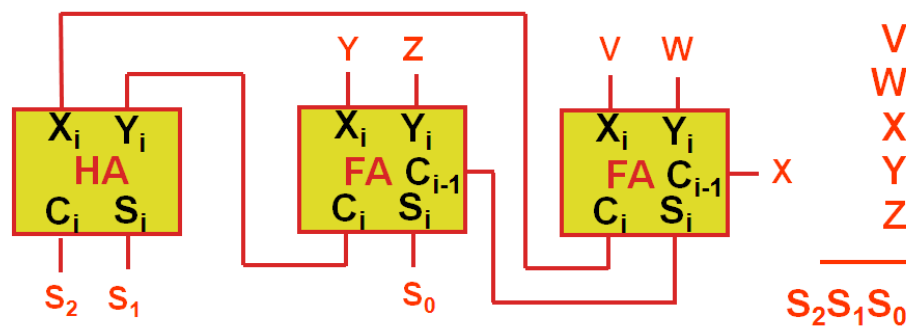 Y Z V W
Xᵢ Yᵢ
HA
Cᵢ Sᵢ
S₂ S₁
Xᵢ Yᵢ
FA Cᵢ₋₁
Cᵢ Sᵢ
S₀
Xᵢ Yᵢ
FA Cᵢ₋₁
Cᵢ Sᵢ
X
V
W
X
Y
Z
S₂S₁S₀